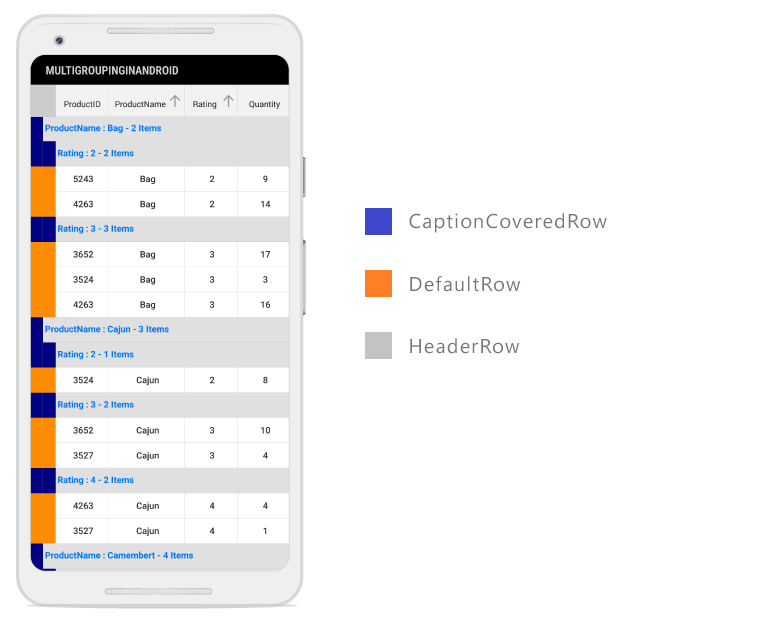 MULTIGROUPINGINANDROID
ProductID ProductName Rating Quantity
ProductName : Bag - 2 Items
Rating : 2 - 2 Items
5243 Bag 2 9
4263 Bag 2 14
Rating : 3 - 3 Items
3652 Bag 3 17
3524 Bag 3 3
4263 Bag 3 16
ProductName : Cajun - 3 Items
Rating : 2 - 1 Items
3524 Cajun 2 8
Rating : 3 - 2 Items
3652 Cajun 3 10
3527 Cajun 3 4
Rating : 4 - 2 Items
4263 Cajun 4 4
3527 Cajun 4 1
ProductName : Camembert - 4 Items
CaptionCoveredRow
DefaultRow
HeaderRow